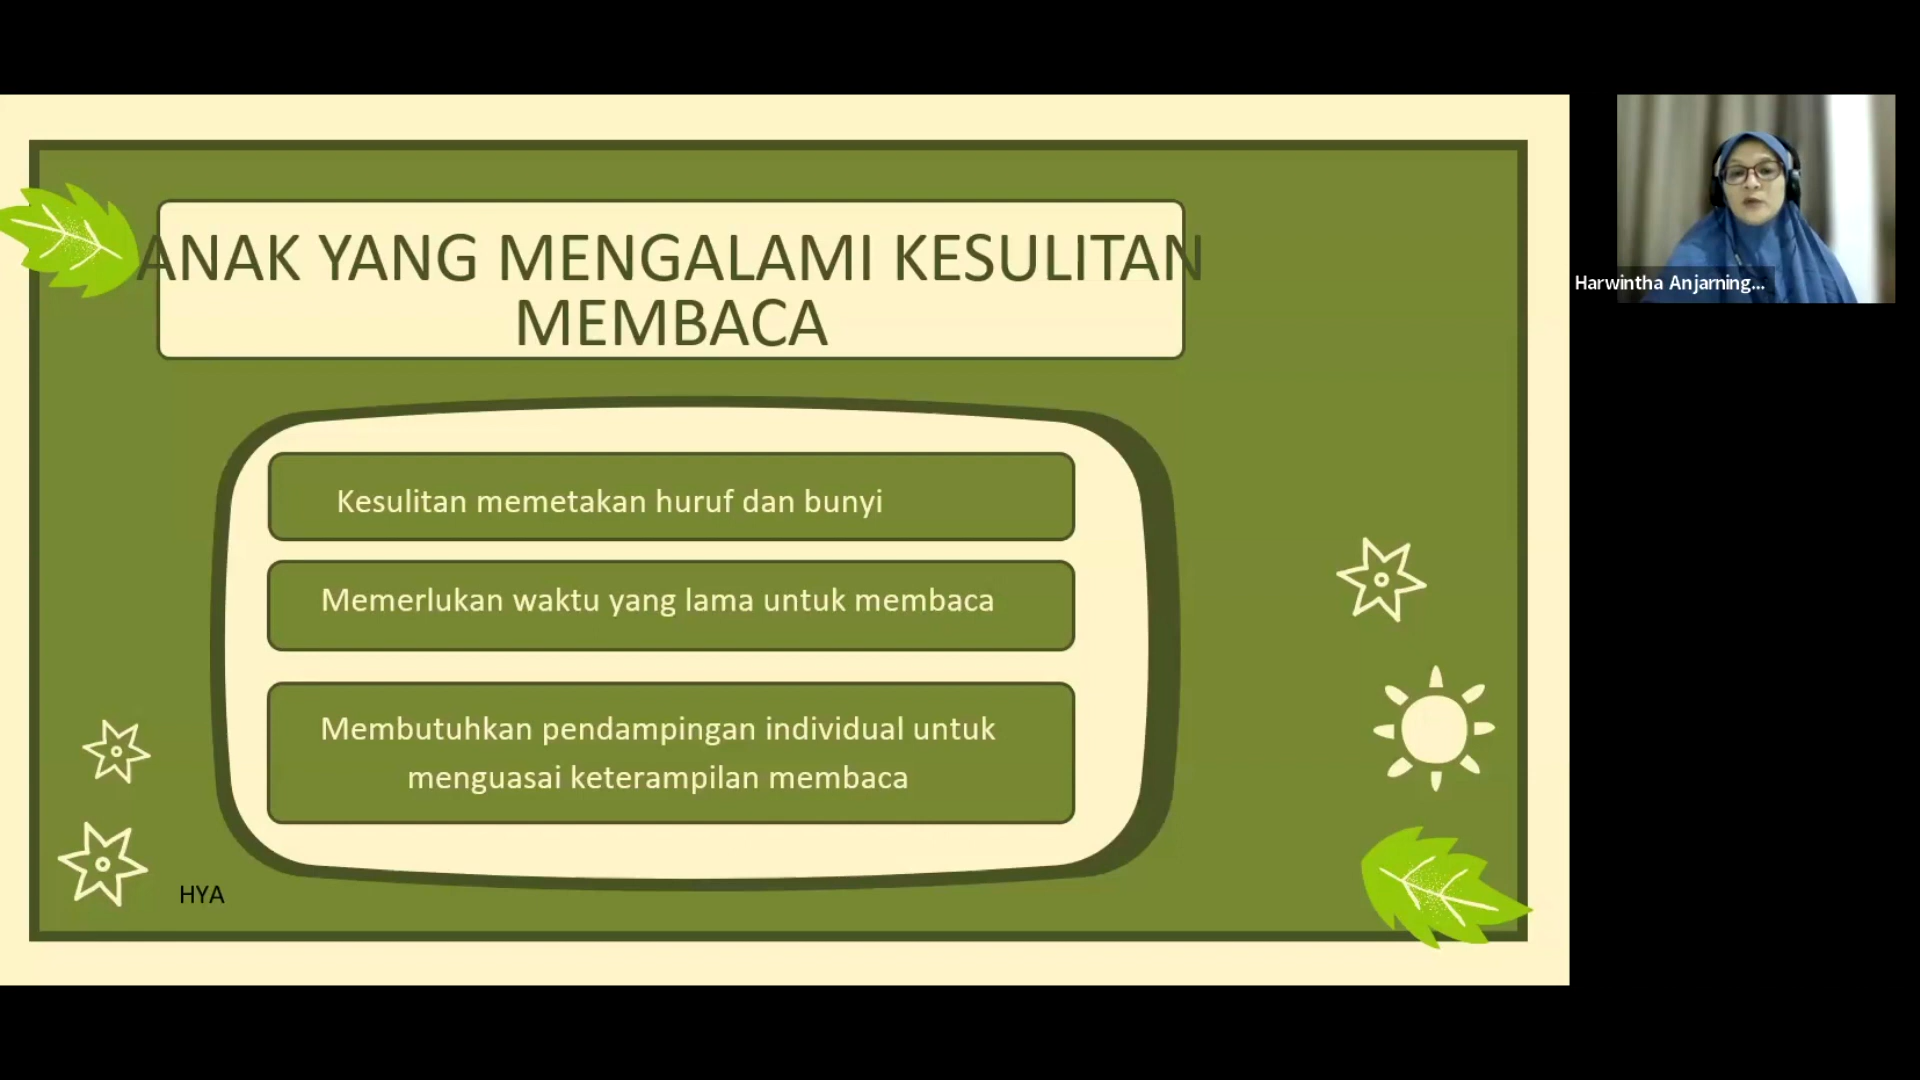 ANAK YANG MENGALAMI KESULITAN
MEMBACA
Kesulitan memetakan huruf dan bunyi
Memerlukan waktu yang lama untuk membaca
Membutuhkan pendampingan individual untuk
menguasai keterampilan membaca
HYA
Harwintha Anjarning...